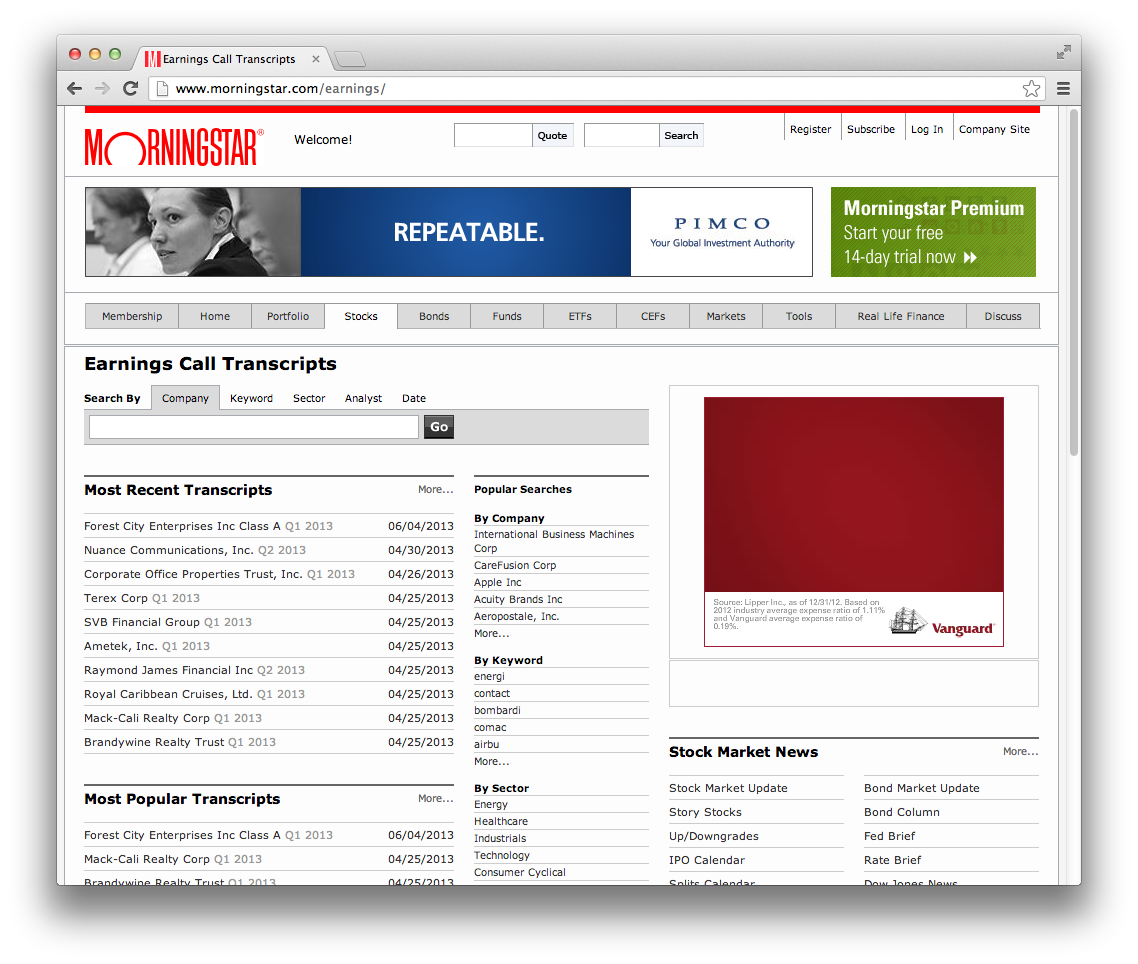 Earnings Call Transcripts
www.morningstar.com/earnings/
MORNINGSTAR®
Welcome!
Quote
Search
Register
Subscribe
Log In
Company Site
REPEATABLE.
PIMCO
Your Global Investment Authority
Morningstar Premium
Start your free
14-day trial now
Membership Home Portfolio Stocks Bonds Funds ETFs CEFs Markets Tools Real Life Finance Discuss
Earnings Call Transcripts
Search By Company Keyword Sector Analyst Date
Go
Most Recent Transcripts More...
Forest City Enterprises Inc Class A Q1 2013 06/04/2013
Nuance Communications, Inc. Q2 2013 04/30/2013
Corporate Office Properties Trust, Inc. Q1 2013 04/26/2013
Terex Corp Q1 2013 04/25/2013
SVB Financial Group Q1 2013 04/25/2013
Ametek, Inc. Q1 2013 04/25/2013
Raymond James Financial Inc Q2 2013 04/25/2013
Royal Caribbean Cruises, Ltd. Q1 2013 04/25/2013
Mack-Cali Realty Corp Q1 2013 04/25/2013
Brandywine Realty Trust Q1 2013 04/25/2013
Most Popular Transcripts More...
Forest City Enterprises Inc Class A Q1 2013 06/04/2013
Mack-Cali Realty Corp Q1 2013 04/25/2013
Brandywine Realty Trust Q1 2013 04/25/2013
Popular Searches
By Company
International Business Machines
Corp
CareFusion Corp
Apple Inc
Acuity Brands Inc
Aeropostale, Inc.
More...
By Keyword
energi
contact
bombardi
comac
airbu
More...
By Sector
Energy
Healthcare
Industrials
Technology
Consumer Cyclical
Source: Lipper Inc., as of 12/31/12. Based on
2012 industry average expense ratio of 1.11%
and Vanguard average expense ratio of
0.19%.
Vanguard
Stock Market News More...
Stock Market Update
Story Stocks
Up/Downgrades
IPO Calendar
Splits Calendar
Bond Market Update
Bond Column
Fed Brief
Rate Brief
Dow Jones News